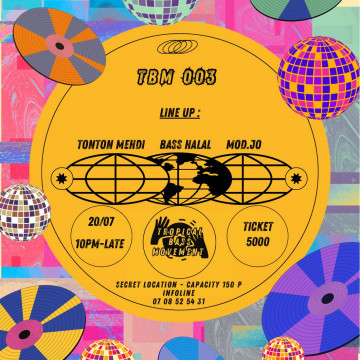 TBM 003
LINE UP :
TONTON MEHDI BASS HALAL MOD.JO
20/07
10PM-LATE
TROPICAL
BASS
MOVEMENT
TICKET
5000
SECRET LOCATION - CAPACITY 150 P
INFOLINE
07 08 52 54 31